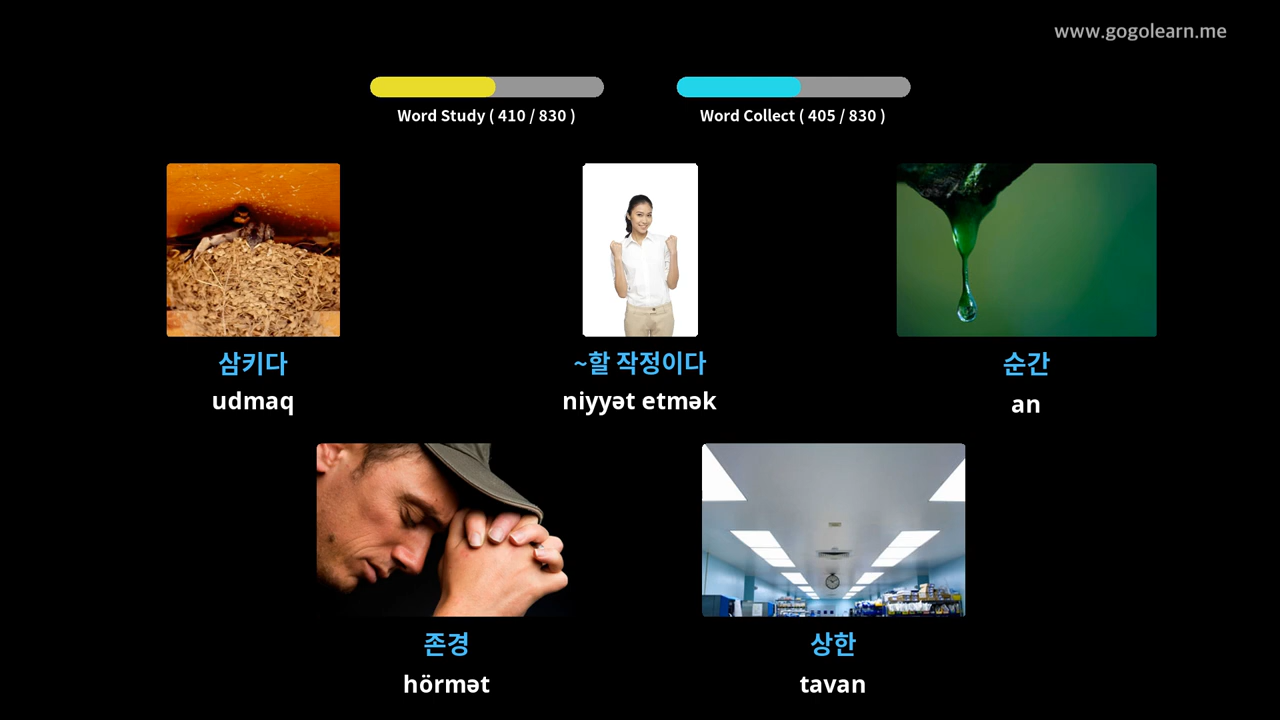 www.gogolearn.me
Word Study ( 410 / 830 )
Word Collect ( 405 / 830 )
삼키다
udmaq
~할 작정이다
niyyət etmək
순간
an
존경
hörmət
상한
tavan